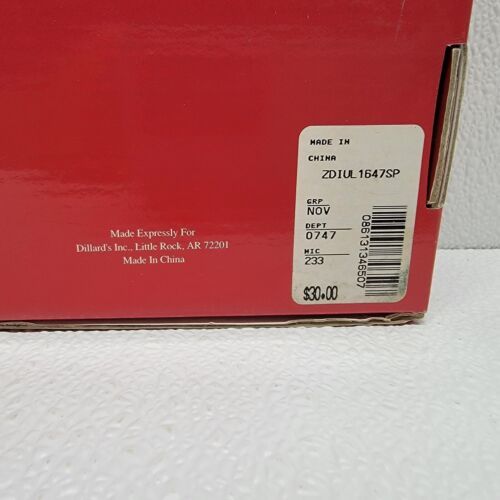 Made Expressly For
Dillard's Inc., Little Rock, AR 72201
Made In China
MADE IN
CHINA
ZDIUL1647SP
GRP
NOV
DEPT
0747
MIC
233
$30.00
086131346507